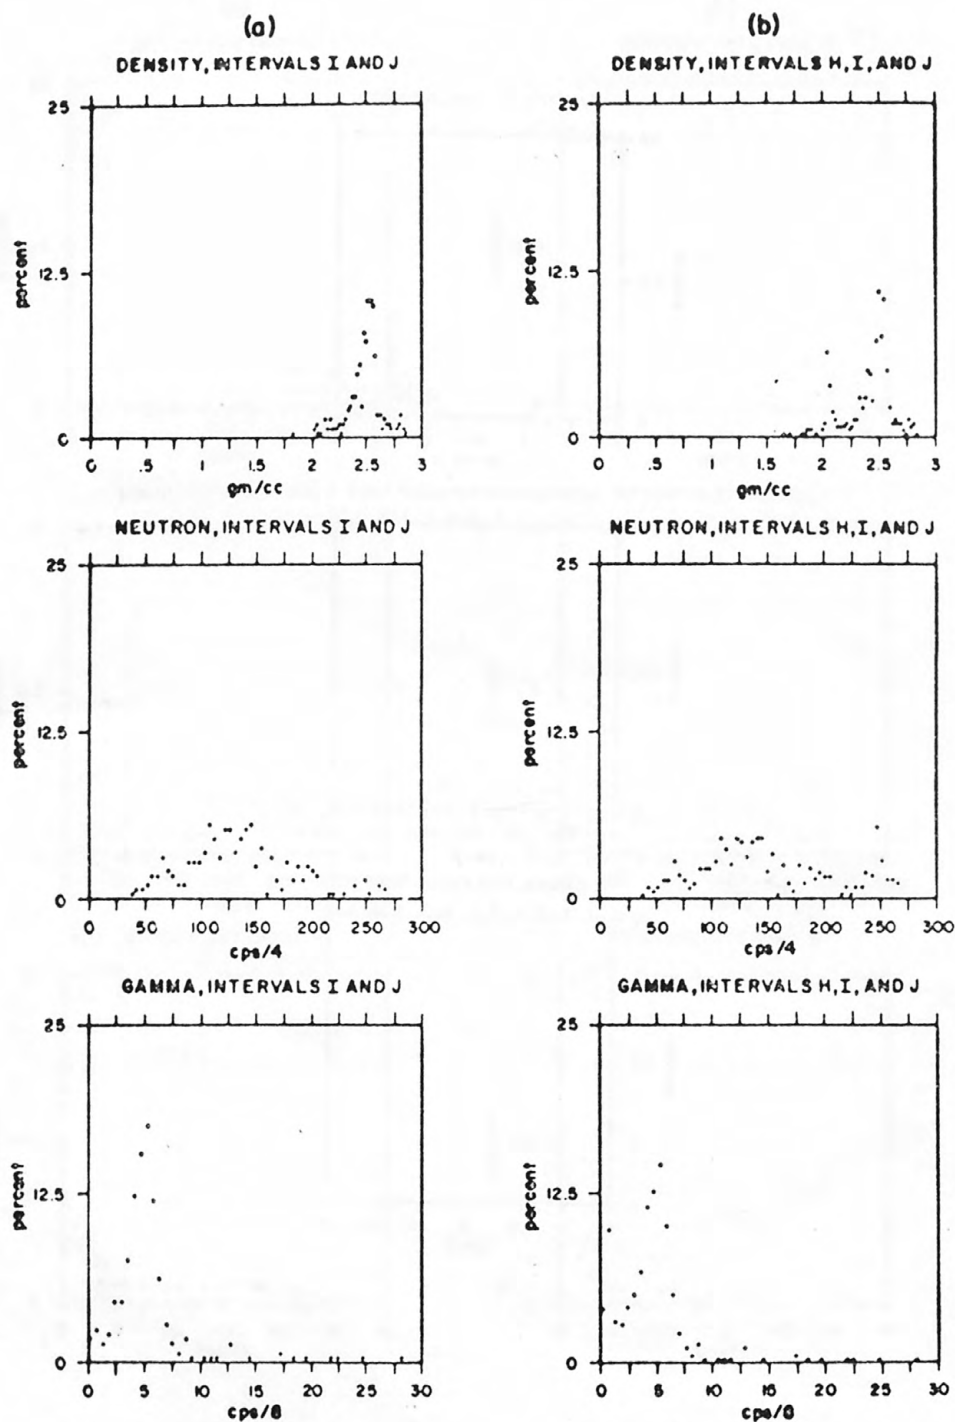 (a)
DENSITY, INTERVALS I AND J
25
percent
12.5
0
0 .5 1 1.5 2 2.5 3
gm/cc
(b)
DENSITY, INTERVALS H, I, AND J
25
percent
12.5
0
0 .5 1 1.5 2 2.5 3
gm/cc
NEUTRON, INTERVALS I AND J
25
percent
12.5
0
0 50 100 150 200 250 300
cps/4
NEUTRON, INTERVALS H, I, AND J
25
percent
12.5
0
0 50 100 150 200 250 300
cps/4
GAMMA, INTERVALS I AND J
25
percent
12.5
0
0 5 10 15 20 25 30
cps/8
GAMMA, INTERVALS H, I, AND J
25
percent
12.5
0
0 5 10 15 20 25 30
cps/8